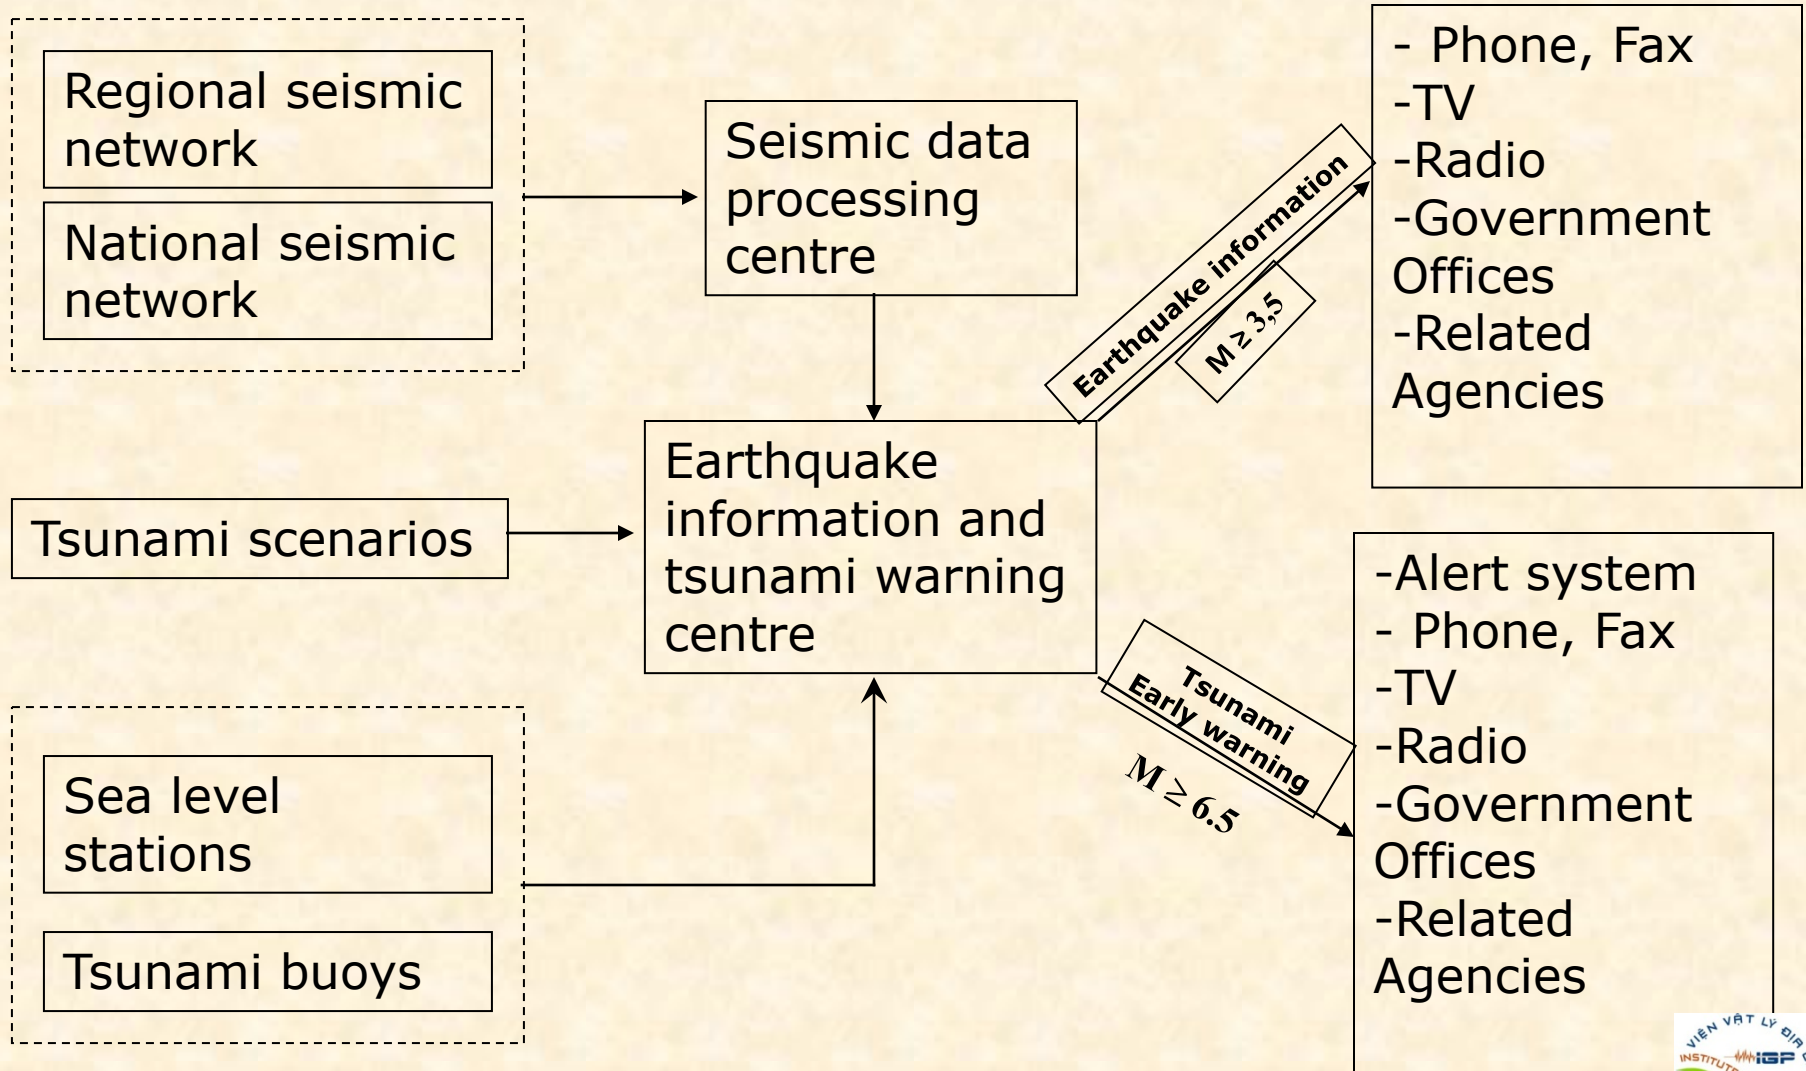 Regional seismic
network
National seismic
network
Seismic data
processing
centre
Earthquake information
M ≥ 3,5
- Phone, Fax
-TV
-Radio
-Government
Offices
-Related
Agencies
Tsunami scenarios
Earthquake
information and
tsunami warning
centre
Tsunami
Early warning
M ≥ 6.5
-Alert system
- Phone, Fax
-TV
-Radio
-Government
Offices
-Related
Agencies
Sea level
stations
Tsunami buoys
VIỆN VẬT LÝ ĐỊA
IGP